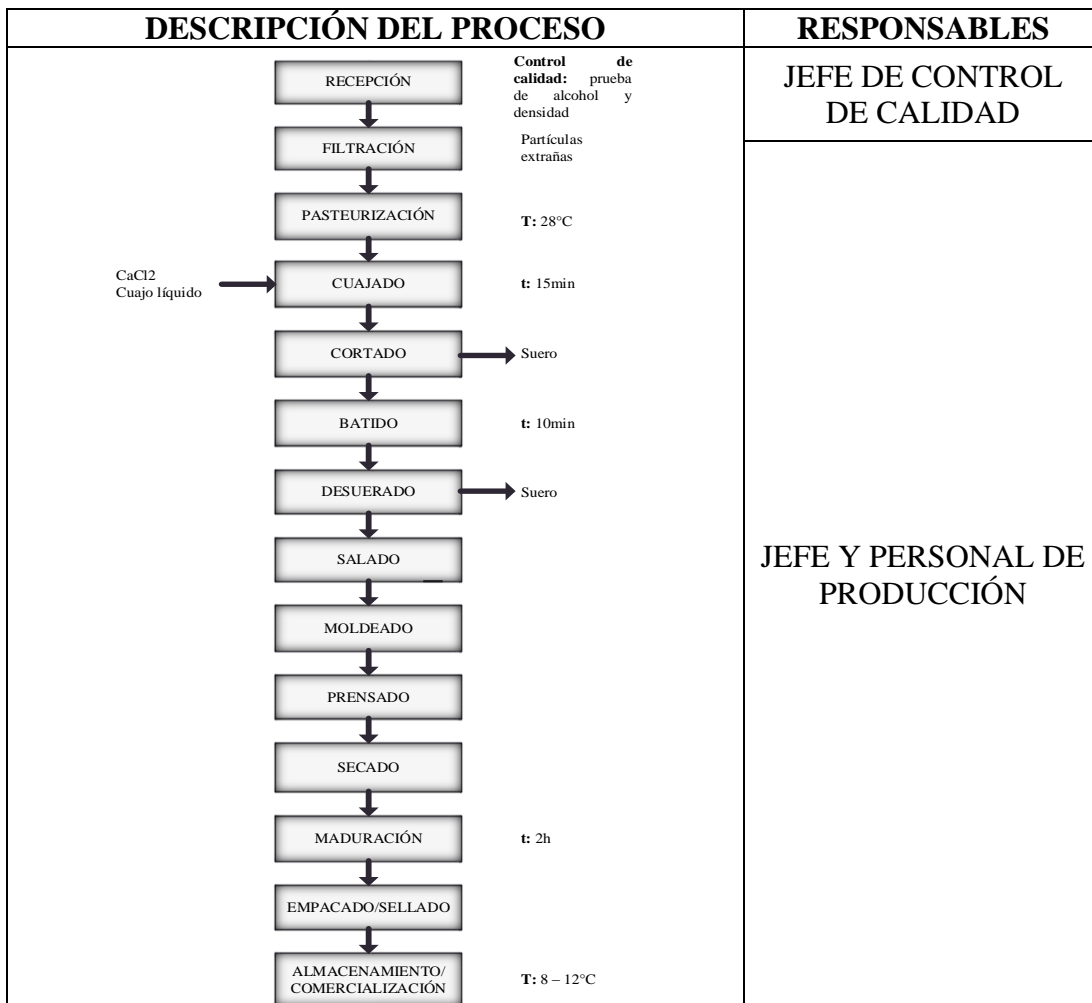 DESCRIPCIÓN DEL PROCESO
RESPONSABLES
RECEPCIÓN
Control de
calidad: prueba
de alcohol y
densidad
JEFE DE CONTROL
DE CALIDAD
FILTRACIÓN
Partículas
extrañas
PASTEURIZACIÓN
T: 28°C
CaCl2
Cuajo líquido
CUAJADO
t: 15min
CORTADO
Suero
BATIDO
t: 10min
DESUERADO
Suero
SALADO
JEFE Y PERSONAL DE
PRODUCCIÓN
MOLDEADO
PRENSADO
SECADO
MADURACIÓN
t: 2h
EMPACADO/SELLADO
ALMACENAMIENTO/
COMERCIALIZACIÓN
T: 8 – 12°C